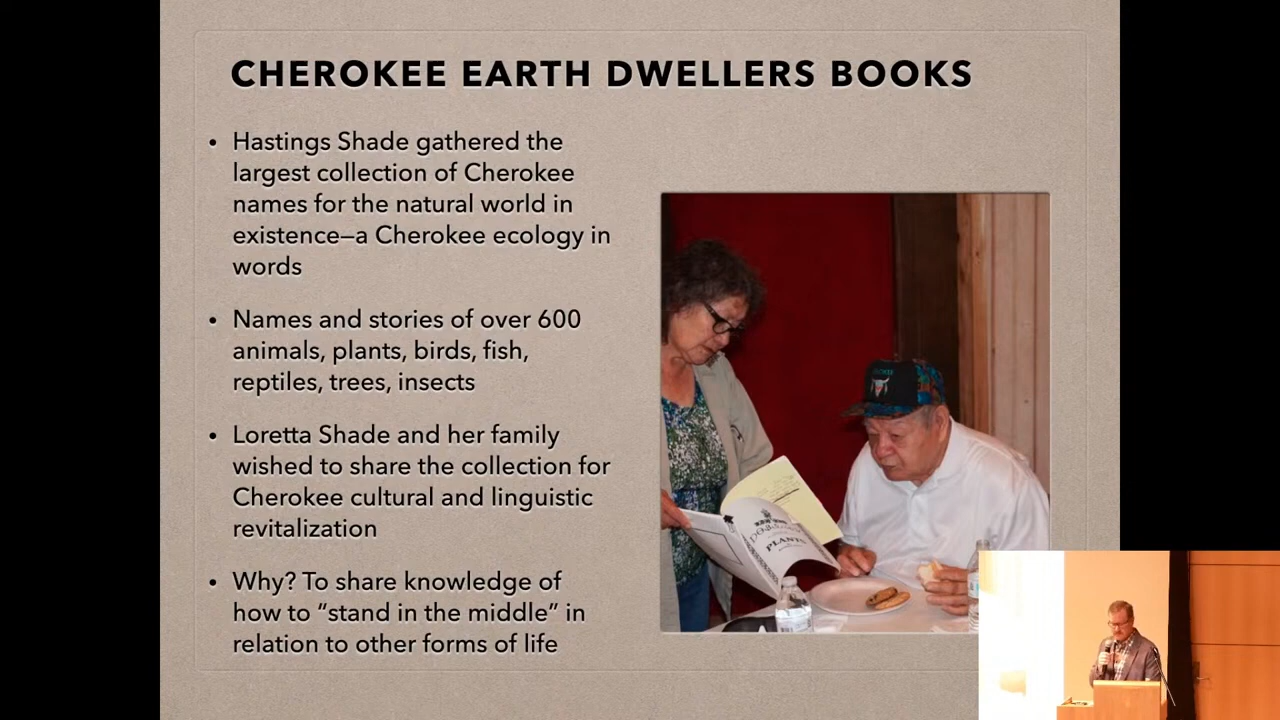 CHEROKEE EARTH DWELLERS BOOKS
• Hastings Shade gathered the
largest collection of Cherokee
names for the natural world in
existence—a Cherokee ecology in
words
• Names and stories of over 600
animals, plants, birds, fish,
reptiles, trees, insects
• Loretta Shade and her family
wished to share the collection for
Cherokee cultural and linguistic
revitalization
• Why? To share knowledge of
how to “stand in the middle” in
relation to other forms of life
PLANTS